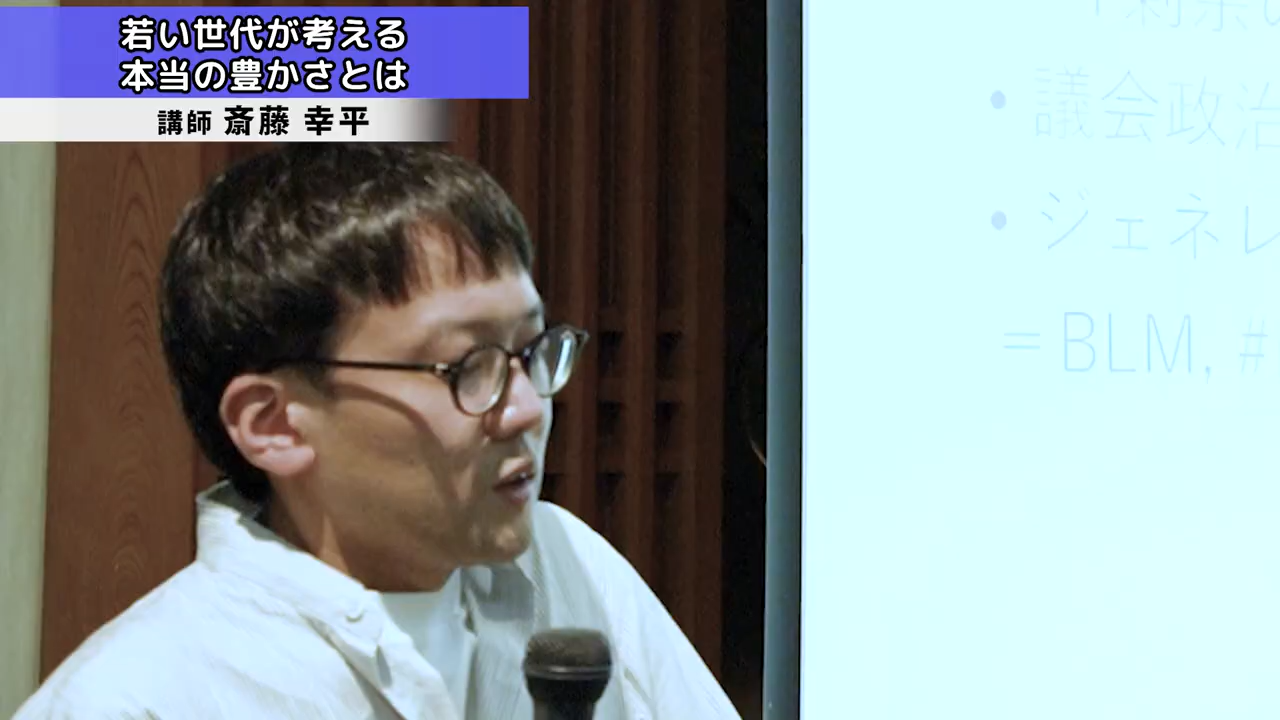 若い世代が考える
本当の豊かさとは
講師 斎藤 幸平
• 議会政治
• ジェネレ
= BLM, #